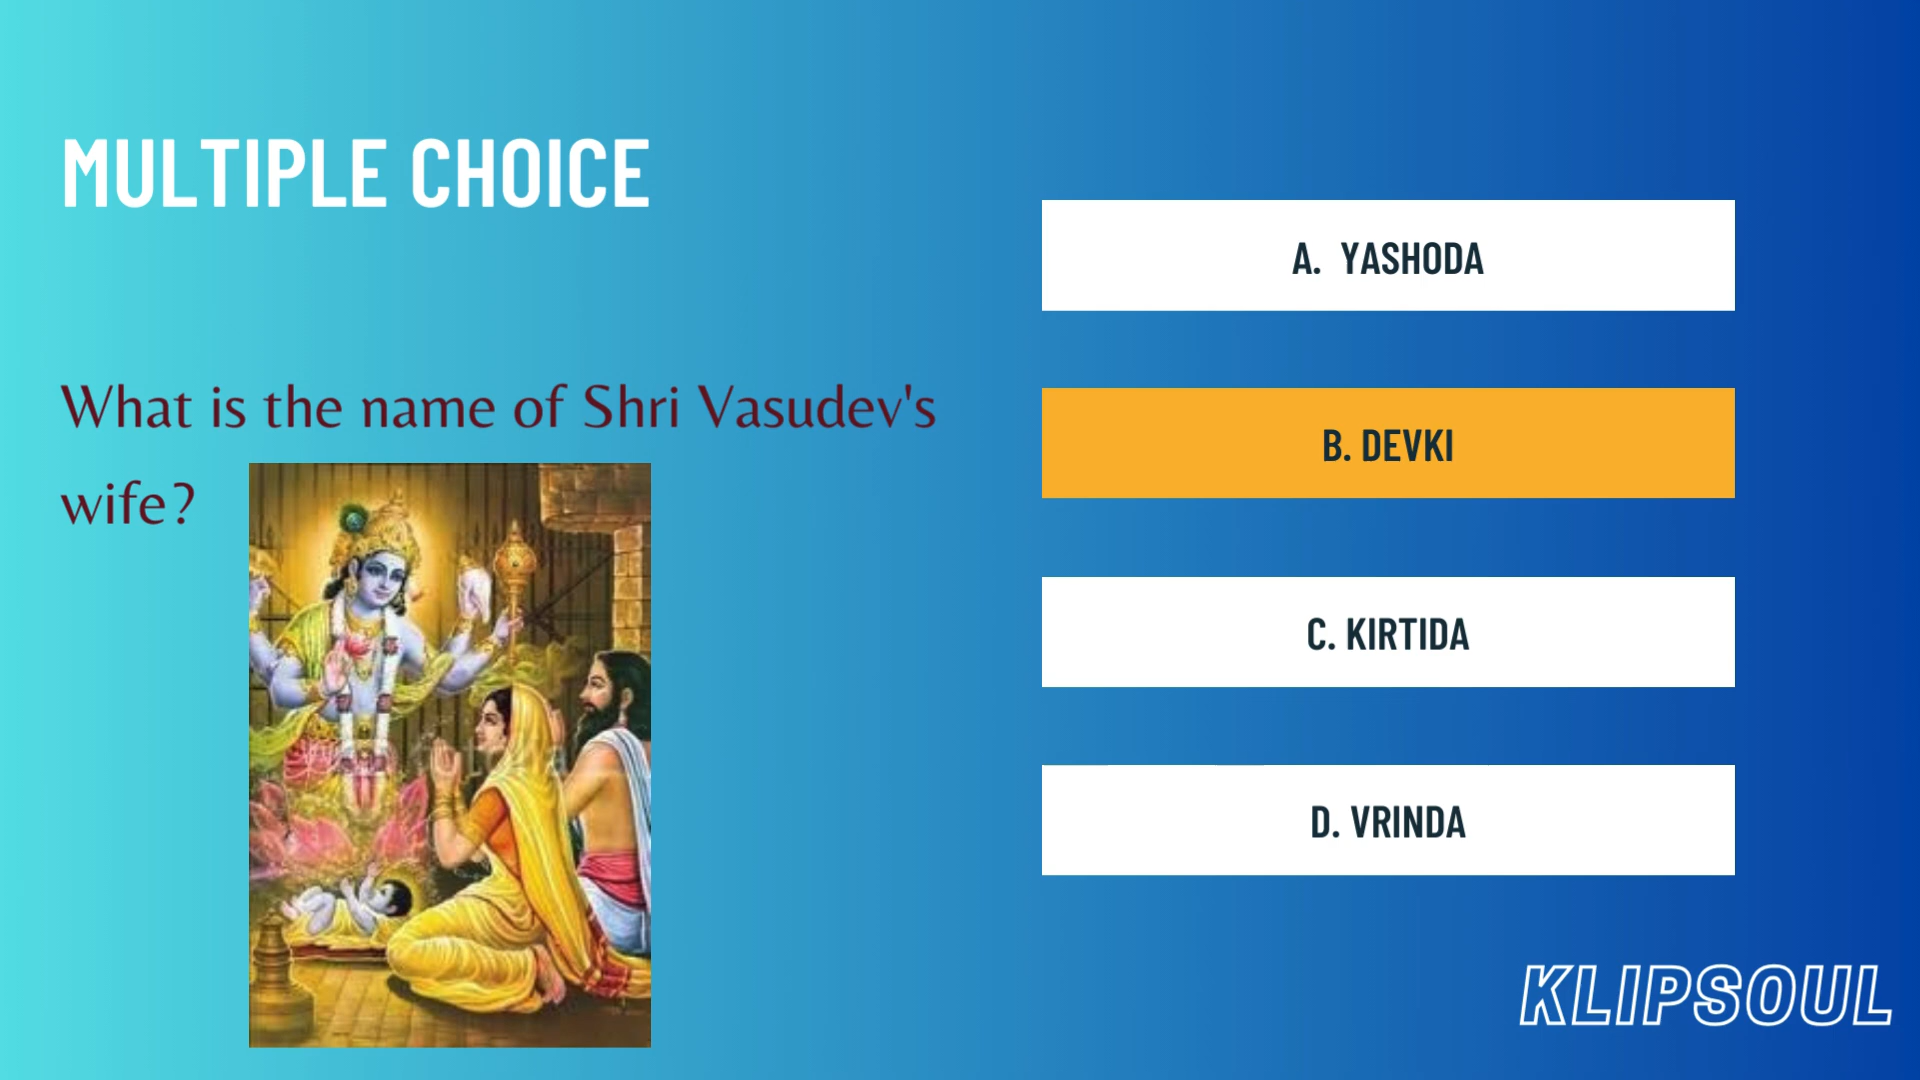 MULTIPLE CHOICE
What is the name of Shri Vasudev's
wife?
A. YASHODA
B. DEVKI
C. KIRTIDA
D. VRINDA
KLIPSOUL